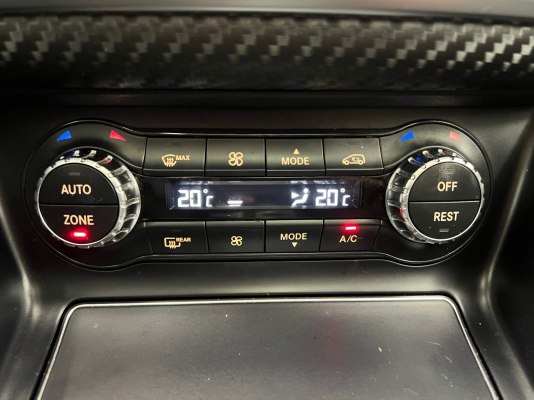 MAX
MODE
AUTO
ZONE
20°C
20°C
OFF
REST
REAR
MODE
A/C